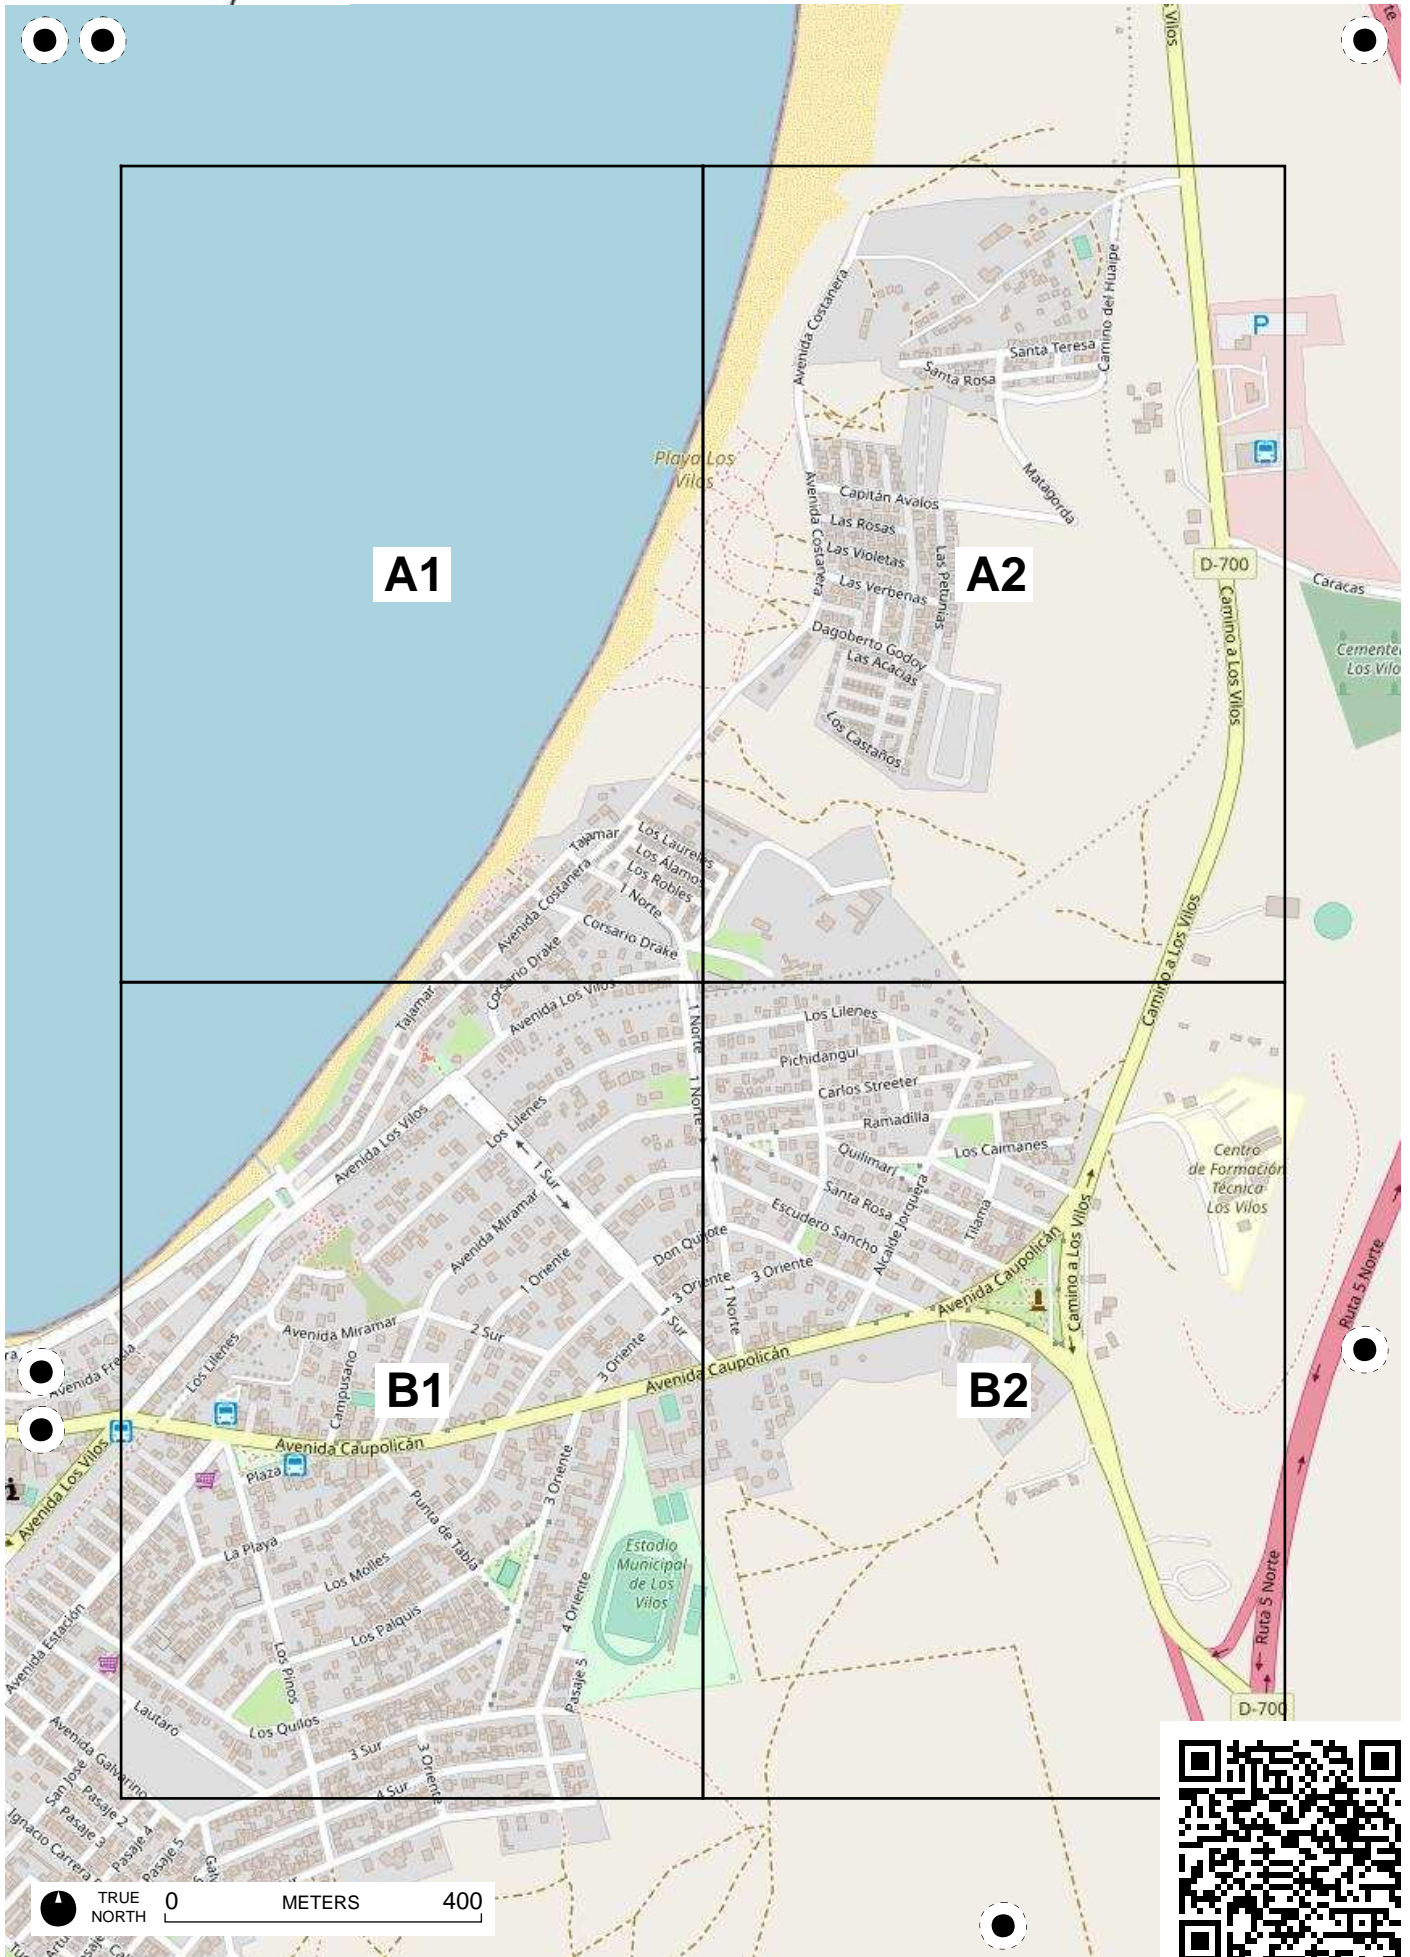 Vilos
te
Avenida Costanera
Camino del Huaipe
P
Santa Teresa
Santa Rosa
Playa Los
Vilos
Matagorda
Avenida Costanera
Capitán Avalos
Las Rosas
Las Violetas
Las Verbenas
Las Petunias
A1
A2
D-700
Caracas
Camino a Los Vilos
Dagoberto Godoy
Las Acacias
Los Castaños
Tajamar
Los Laureles
Los Álamos
Los Robles
1 Norte
Avenida Costanera
Corsario Drake
Corsario Drake
Avenida Los Vilos
Tajamar
Camino a Los Vilos
1 Norte
Los Lilenes
Pichidangui
Carlos Streeter
1 Norte
Ramadilla
Los Lilenes
Avenida Los Vilos
Quilimarí
Los Caimanes
Centro
de Formación
Técnica
Los Vilos
1 Sur
Santa Rosa
Escudero Sancho
Alcalde Jorquera
Tilama
Avenida Miramar
1 Oriente
Don Quijote
3 Oriente
3 Oriente
1 Norte
Avenida Caupolicán
Camino a Los Vilos
Ruta 5 Norte
Avenida Miramar
2 Sur
1 Sur
3 Oriente
Los Lilenes
Avenida Fresia
Campusano
B1
B2
Avenida Caupolicán
Avenida Caupolicán
Plaza
Avenida Los Vilos
i
Punta de Tabla
3 Oriente
La Playa
Los Molles
Los Palquis
4 Oriente
Estadio
Municipal
de Los
Vilos
Ruta 5 Norte
Avenida Estación
Los Pinos
Pasaje 5
Lautaro
Los Quilos
D-700
3 Sur
3 Oriente
4 Sur
Avenida Galvarino
San José
Pasaje 2
Pasaje 3
Pasaje 4
Pasaje 5
Ignacio Carrera
TRUE
NORTH
0 METERS 400